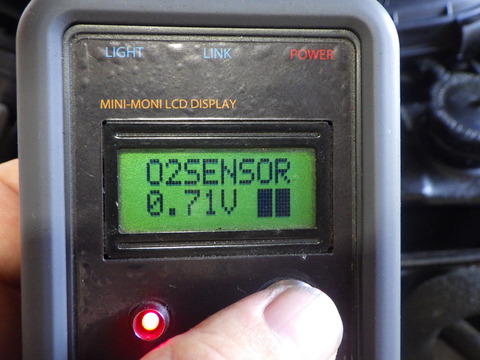 LIGHT LINK POWER
MINI-MONI LCD DISPLAY
O2SENSOR
0.71V